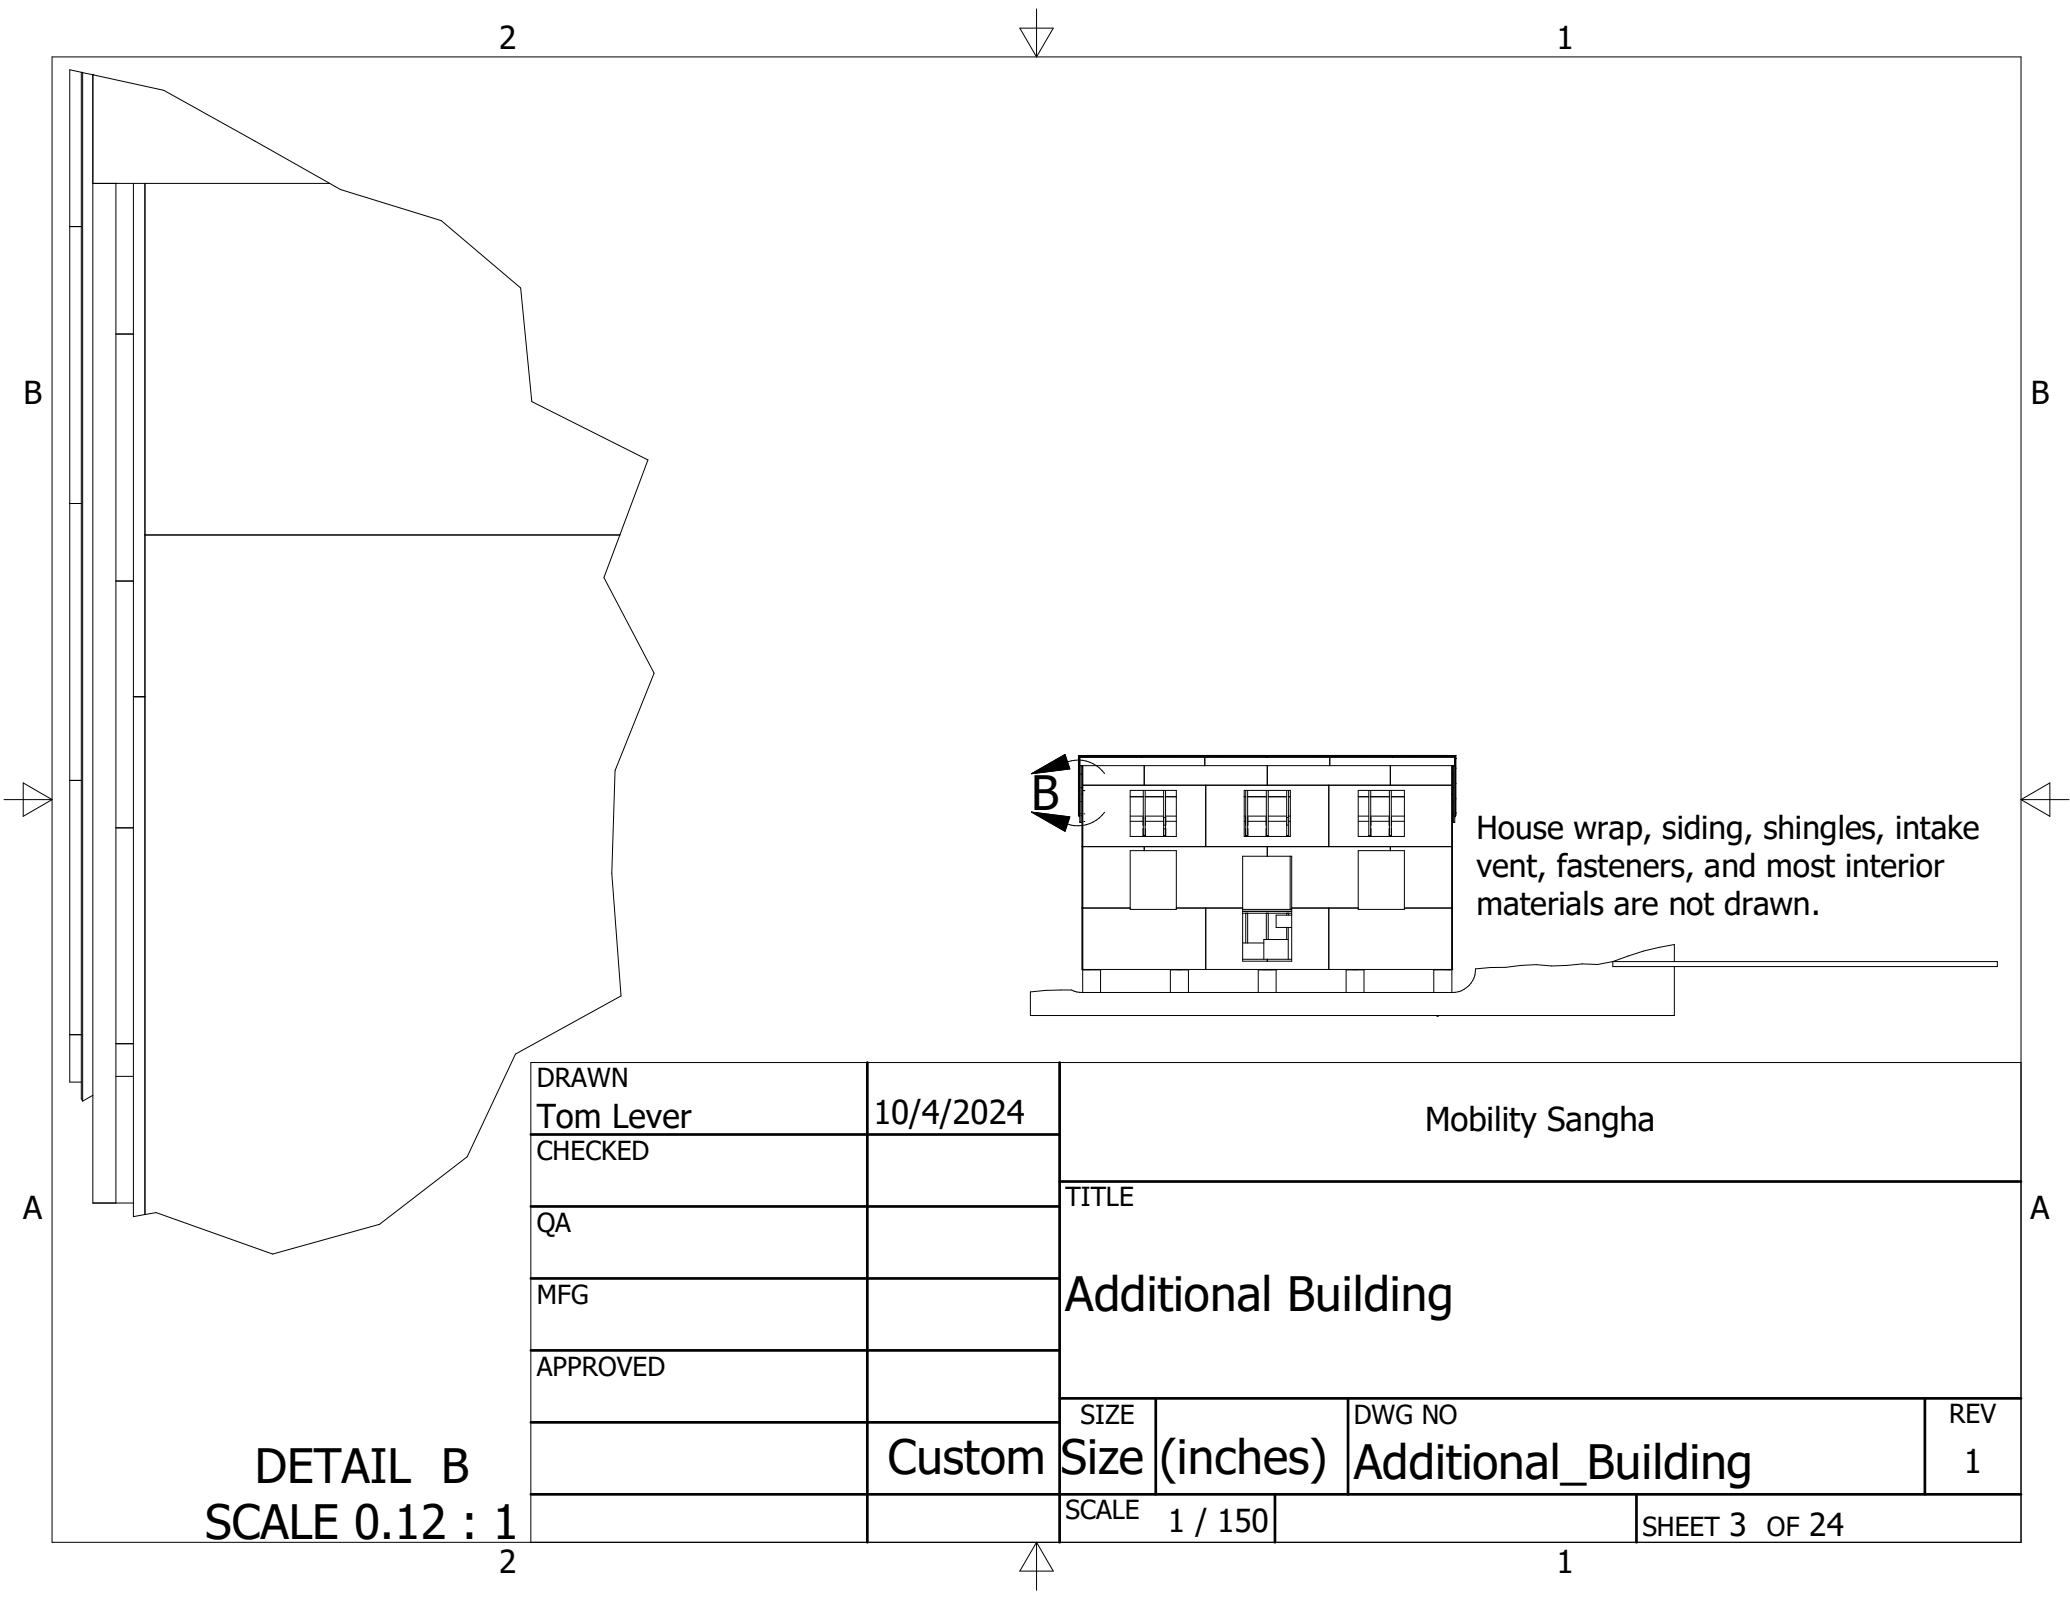 2
1
B
B
B
House wrap, siding, shingles, intake
vent, fasteners, and most interior
materials are not drawn.
A
A
DETAIL B
SCALE 0.12 : 1
DRAWN
Tom Lever
10/4/2024
CHECKED
QA
MFG
APPROVED
Mobility Sangha
TITLE
Additional Building
SIZE
Custom Size (inches)
DWG NO
Additional_Building
REV
1
SCALE 1 / 150
SHEET 3 OF 24
2
1